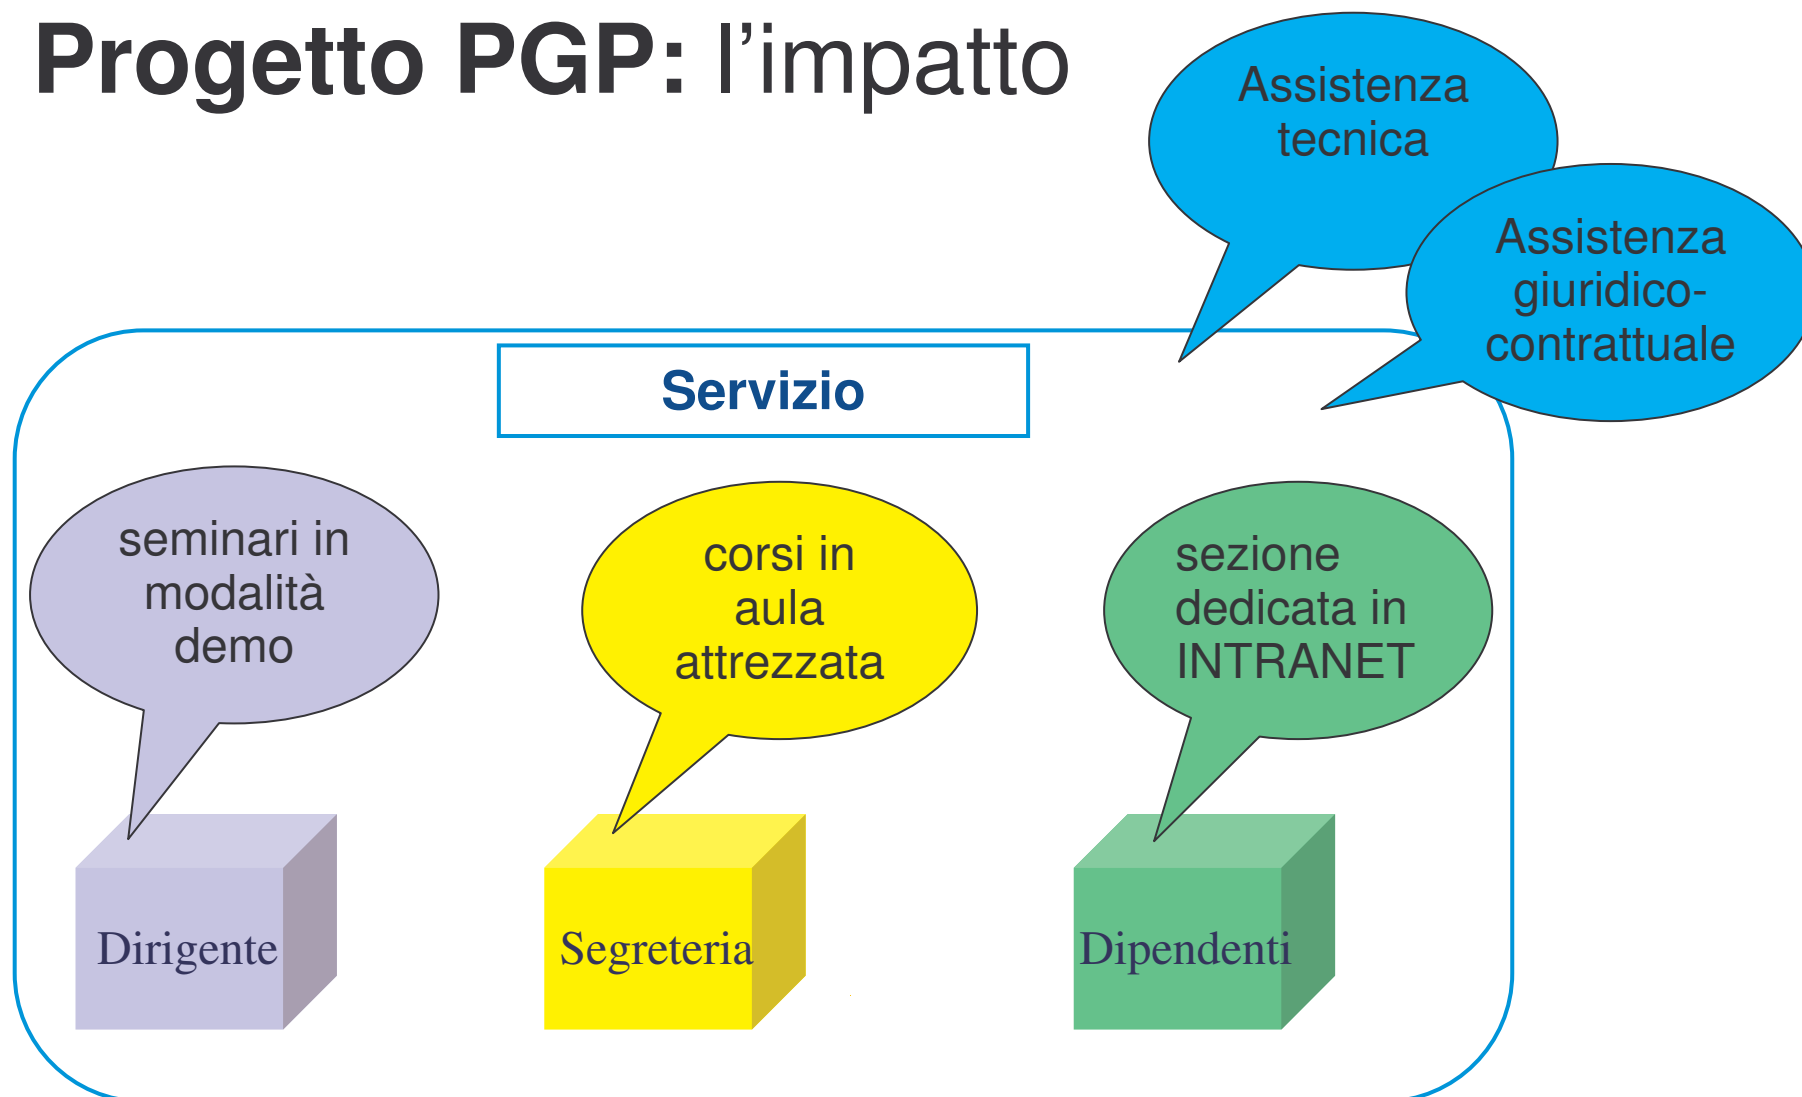 Progetto PGP: l’impatto
Assistenza
tecnica
Assistenza
giuridico-
contrattuale
Servizio
seminari in
modalità
demo
corsi in
aula
attrezzata
sezione
dedicata in
INTRANET
Dirigente
Segreteria
Dipendenti